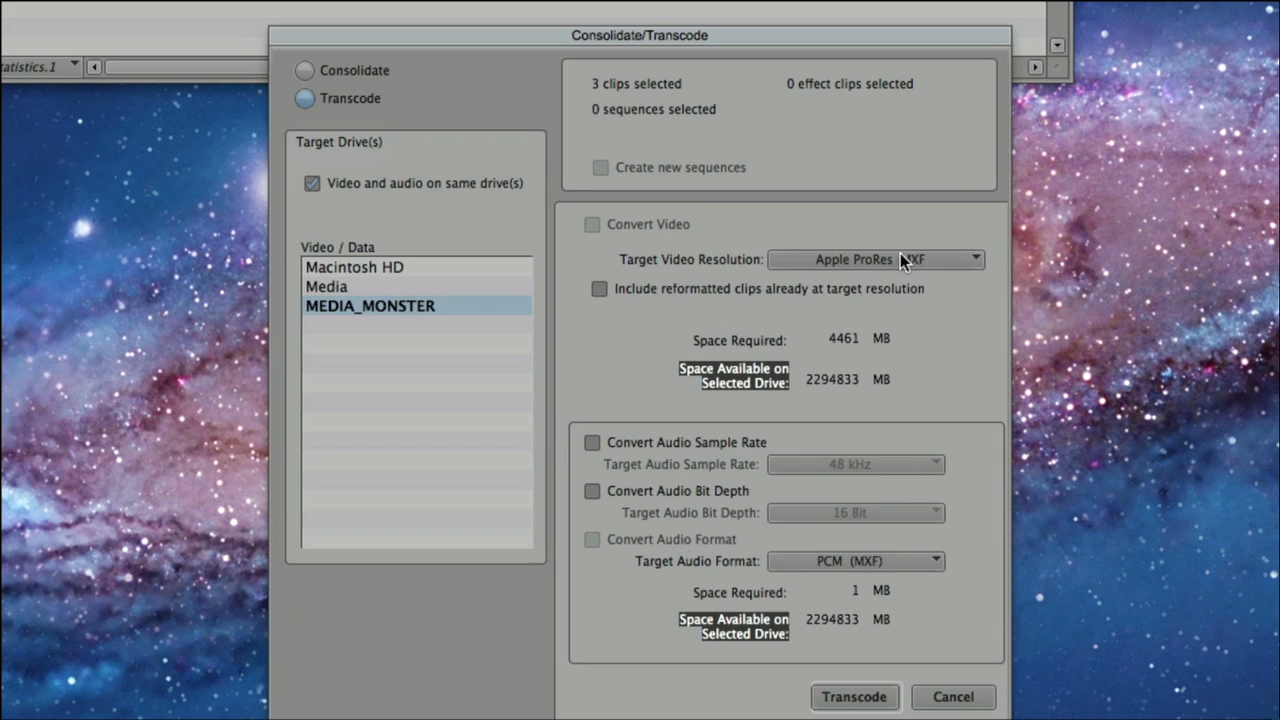 Consolidate/Transcode
tatistics.1
Consolidate
Transcode
Target Drive(s)
Video and audio on same drive(s)
Video / Data
Macintosh HD
Media
MEDIA_MONSTER
3 clips selected
0 effect clips selected
0 sequences selected
Create new sequences
Convert Video
Target Video Resolution: Apple ProRes MXF
Include reformatted clips already at target resolution
Space Required: 4461 MB
Space Available on
Selected Drive: 2294833 MB
Convert Audio Sample Rate
Target Audio Sample Rate: 48 kHz
Convert Audio Bit Depth
Target Audio Bit Depth: 16 Bit
Convert Audio Format
Target Audio Format: PCM (MXF)
Space Required: 1 MB
Space Available on
Selected Drive: 2294833 MB
Transcode Cancel